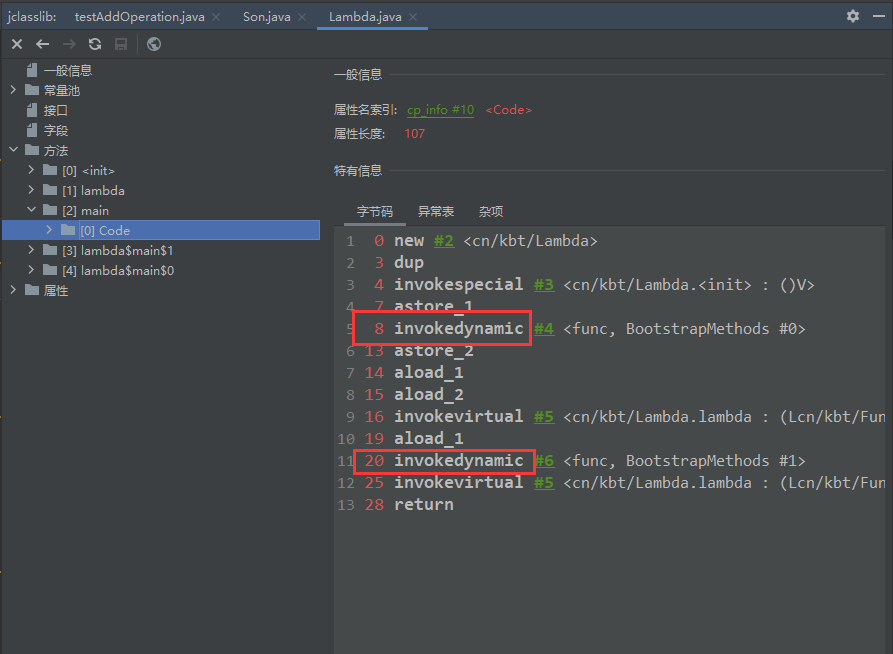 jclasslib: testAddOperation.java Son.java Lambda.java
一般信息
常量池
接口
字段
方法
[0] <init>
[1] lambda
[2] main
[0] Code
[3] lambda$main$1
[4] lambda$main$0
属性
一般信息
属性名索引: cp_info #10 <Code>
属性长度: 107
特有信息
字节码 异常表 杂项
1 0 new #2 <cn/kbt/Lambda>
2 3 dup
3 4 invokespecial #3 <cn/kbt/Lambda.<init> : ()V>
4 7 astore_1
5 8 invokedynamic #4 <func, BootstrapMethods #0>
6 13 astore_2
7 14 aload_1
8 15 aload_2
9 16 invokevirtual #5 <cn/kbt/Lambda.lambda : (Lcn/kbt/Fun
10 19 aload_1
11 20 invokedynamic #6 <func, BootstrapMethods #1>
12 25 invokevirtual #5 <cn/kbt/Lambda.lambda : (Lcn/kbt/Fun
13 28 return